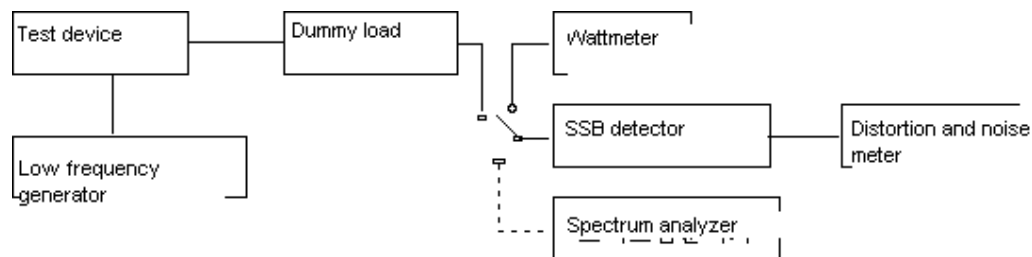 Test device
Dummy load
Wattmeter
SSB detector
Distortion and noise
meter
Low frequency
generator
Spectrum analyzer